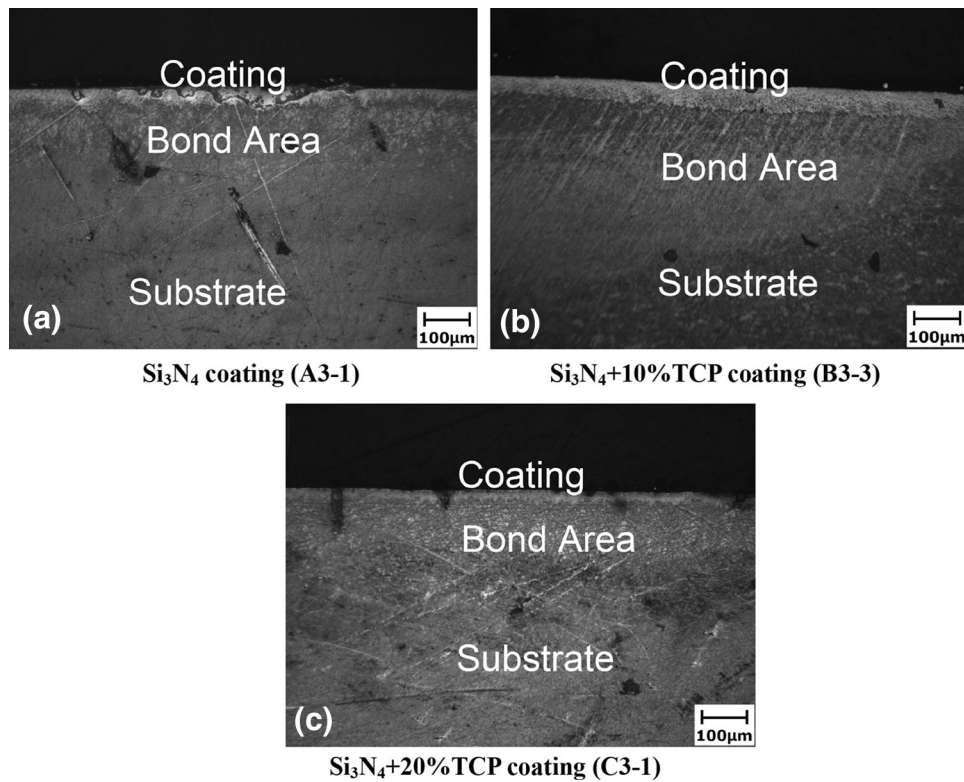 Coating
Bond Area
Substrate
(a)
100µm
Si₃N₄ coating (A3-1)
Coating
Bond Area
Substrate
(b)
100µm
Si₃N₄+10%TCP coating (B3-3)
Coating
Bond Area
Substrate
(c)
100µm
Si₃N₄+20%TCP coating (C3-1)